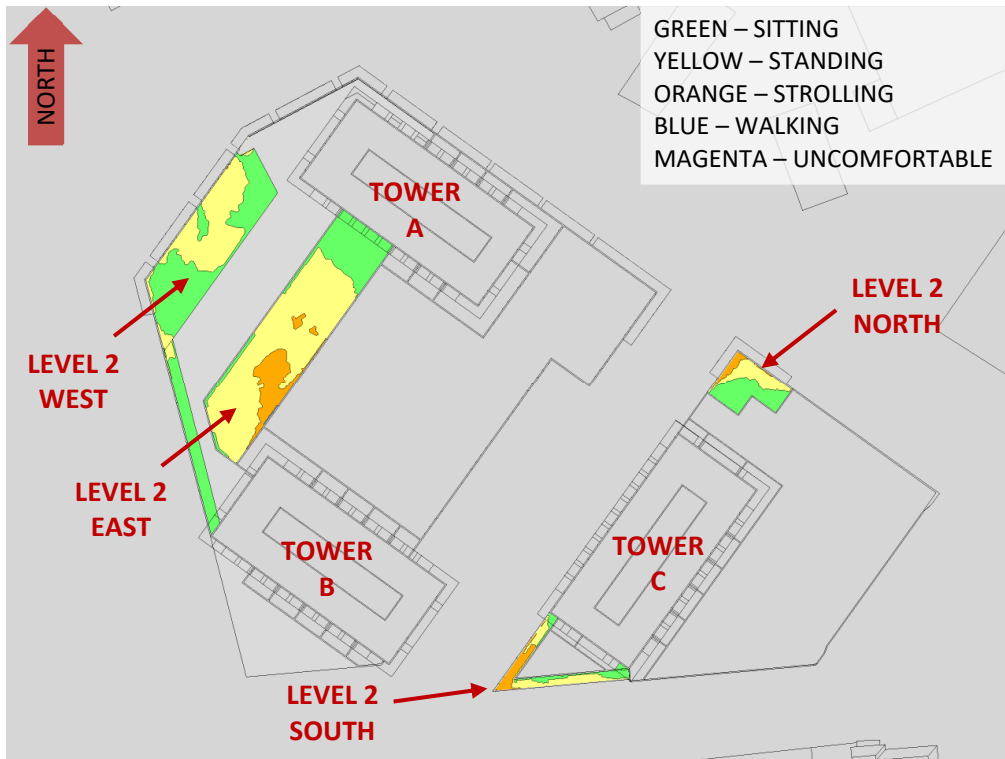 NORTH
GREEN – SITTING
YELLOW – STANDING
ORANGE – STROLLING
BLUE – WALKING
MAGENTA – UNCOMFORTABLE
TOWER
A
LEVEL 2
NORTH
LEVEL 2
WEST
LEVEL 2
EAST
TOWER
B
TOWER
C
LEVEL 2
SOUTH